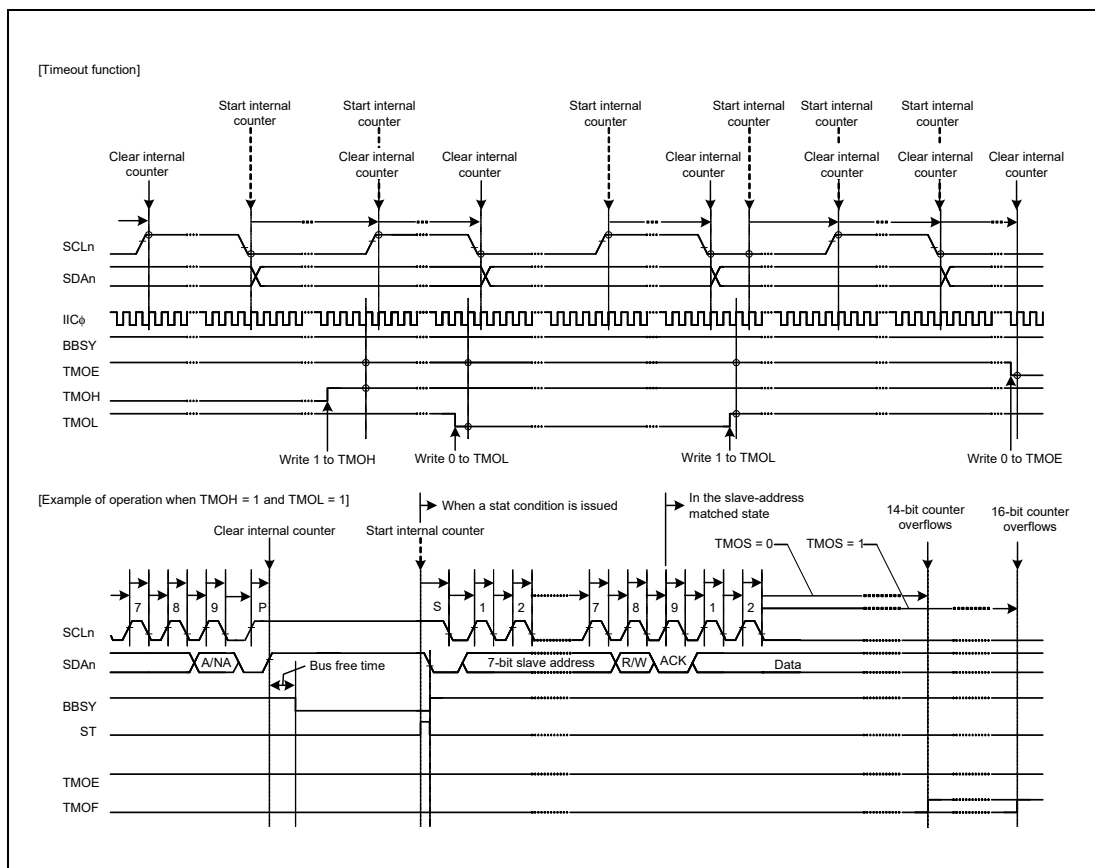 [Timeout function]
Start internal
counter
Start internal
counter
Start internal
counter
Start internal
counter
Start internal
counter
Start internal
counter
Clear internal
counter
Clear internal
counter
Clear internal
counter
Clear internal
counter
Clear internal
counter
Clear internal
counter
Clear internal
counter
SCLn
SDAn
IICϕ
BBSY
TMOE
TMOH
TMOL
Write 1 to TMOH
Write 0 to TMOL
Write 1 to TMOL
Write 0 to TMOE
[Example of operation when TMOH = 1 and TMOL = 1]
When a stat condition is issued
In the slave-address
matched state
Clear internal counter
Start internal counter
14-bit counter
overflows
16-bit counter
overflows
TMOS = 0
TMOS = 1
7 8 9 P S 1 2 7 8 9 1 2
SCLn
SDAn
A/NA
Bus free time
7-bit slave address
R/W
ACK
Data
BBSY
ST
TMOE
TMOF